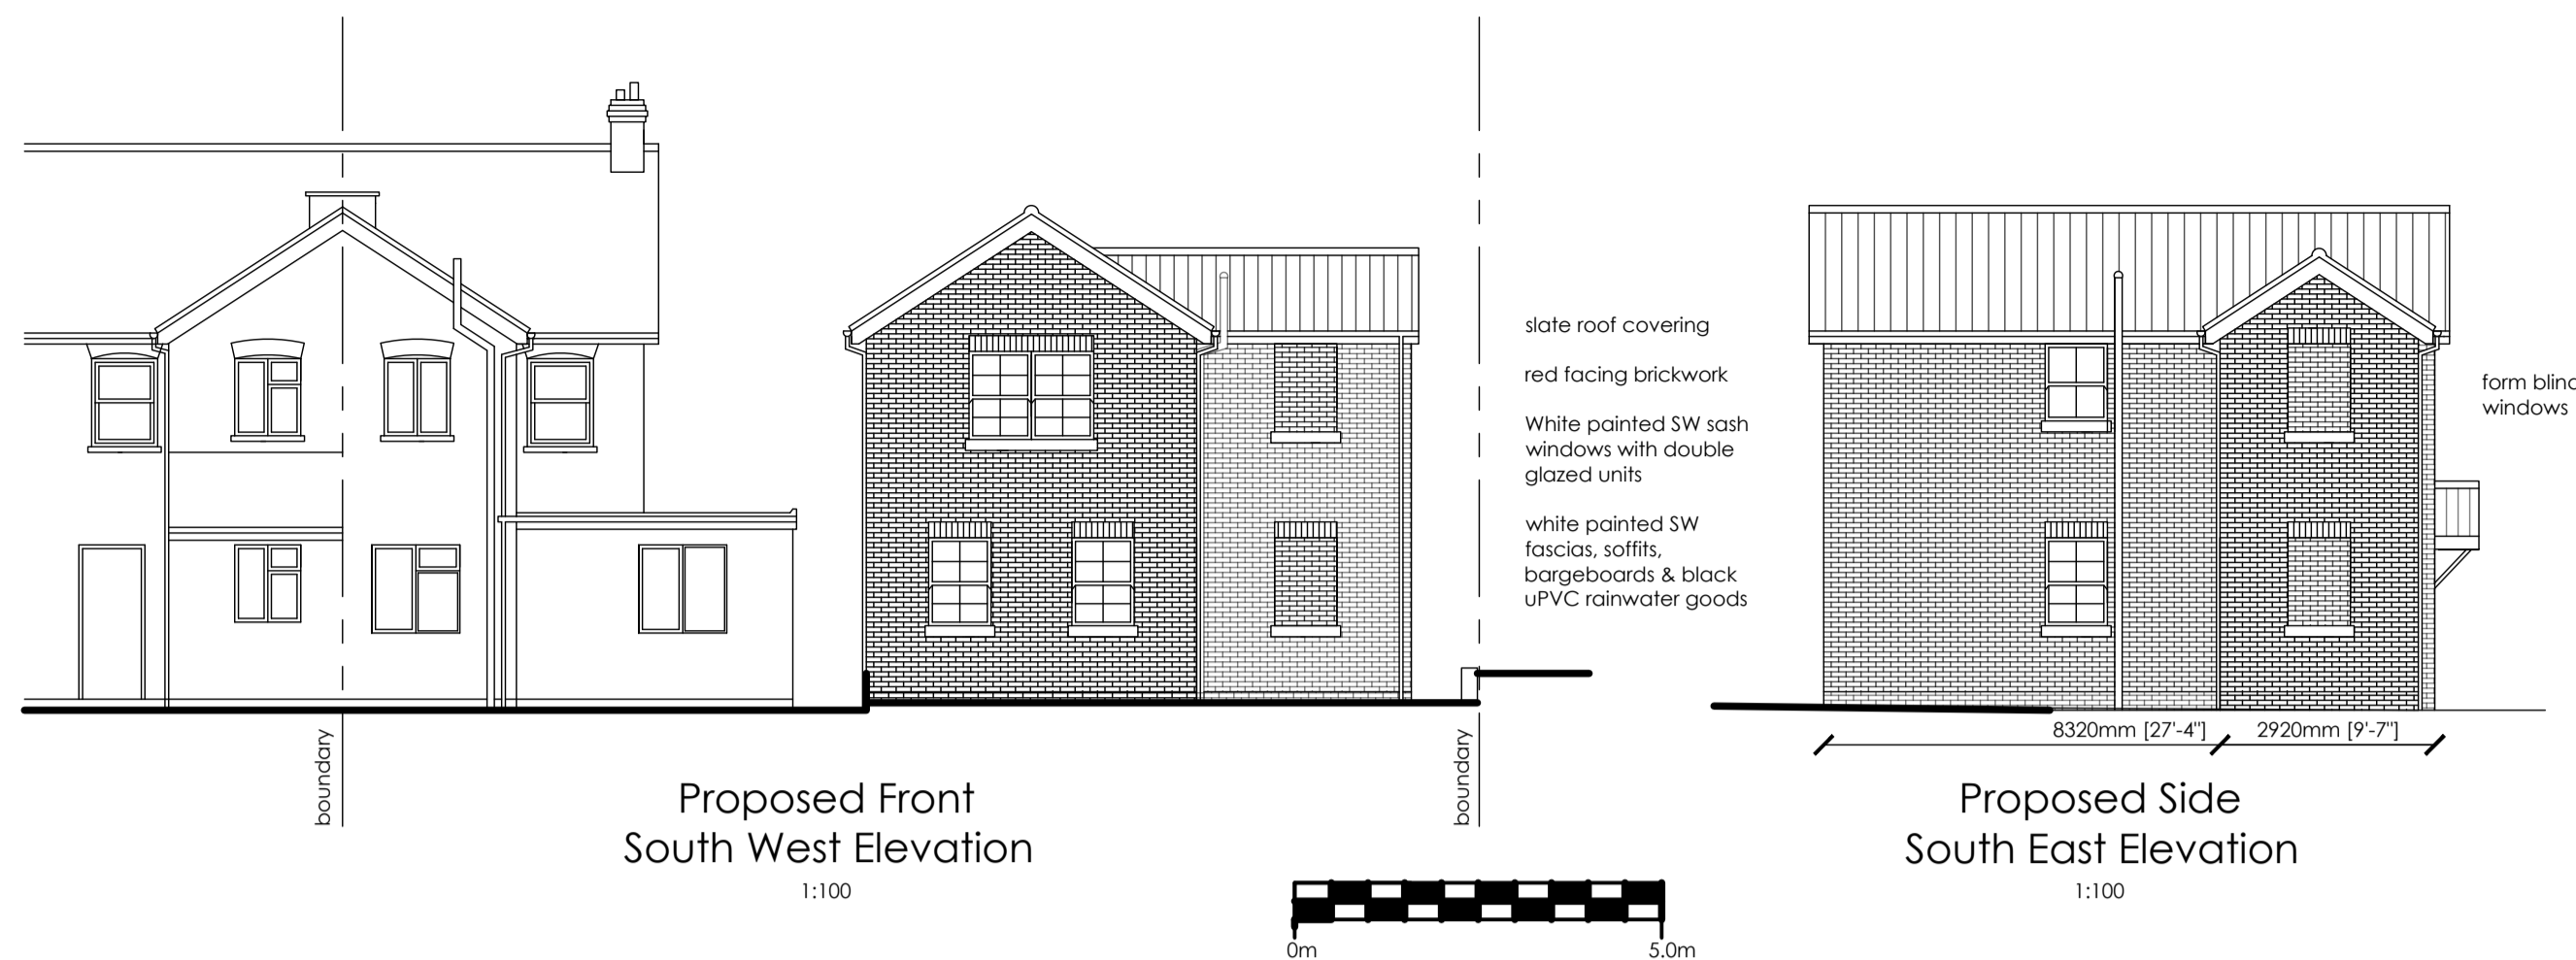 slate roof covering
red facing brickwork
White painted SW sash
windows with double
glazed units
white painted SW
fascias, soffits,
bargeboards & black
uPVC rainwater goods
form blind
windows
8320mm [27'-4"]
2920mm [9'-7"]
boundary
boundary
Proposed Front
South West Elevation
1:100
Proposed Side
South East Elevation
1:100
0m
5.0m